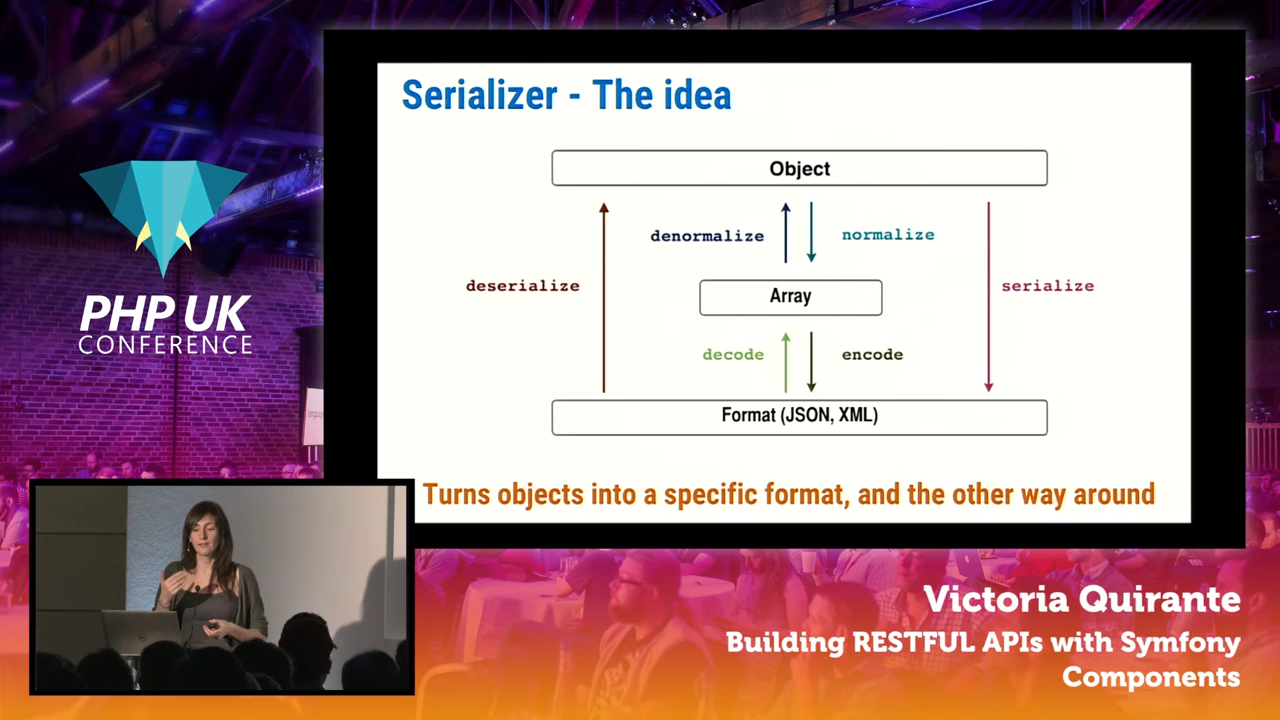 Serializer - The idea
Object
denormalize
normalize
deserialize
serialize
Array
decode
encode
Format (JSON, XML)
Turns objects into a specific format, and the other way around
PHP UK
CONFERENCE
Victoria Quirante
Building RESTFUL APIs with Symfony
Components